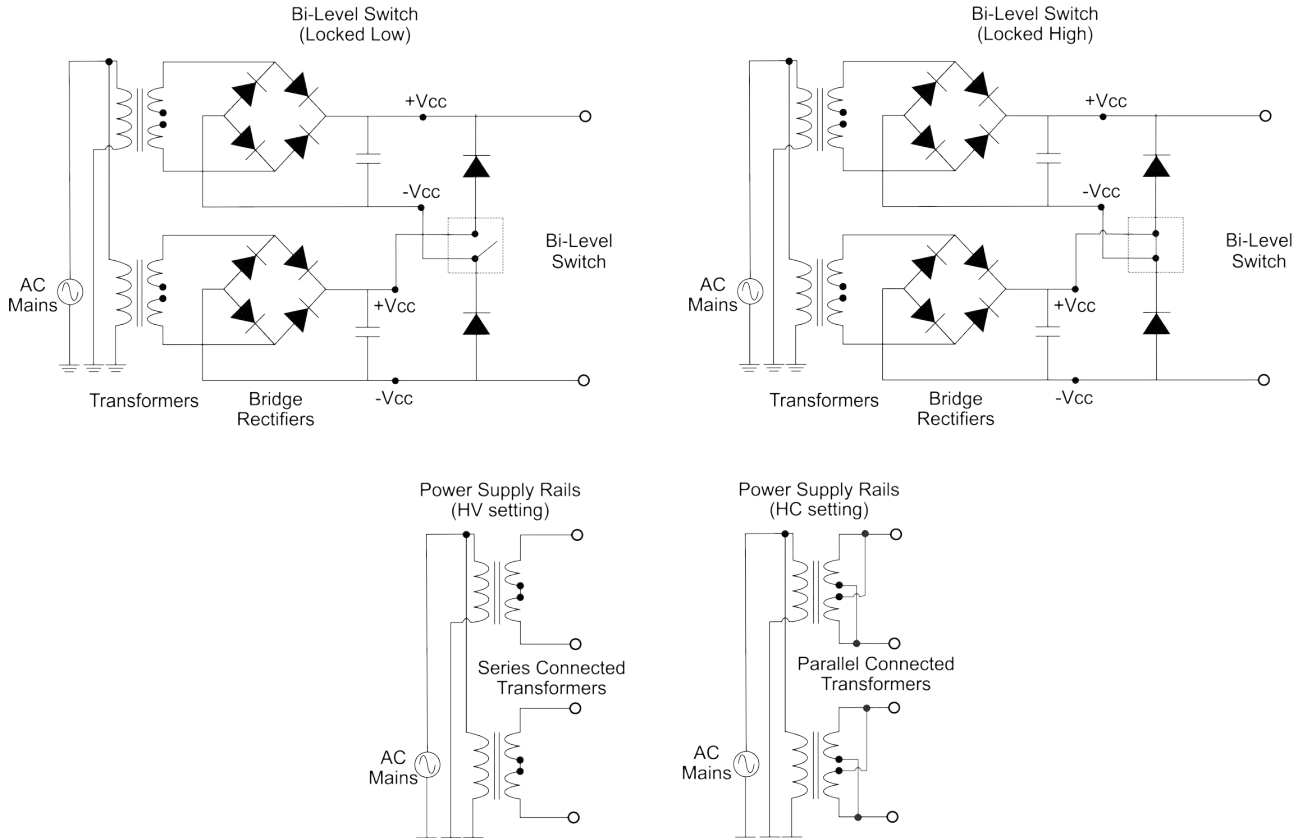 Bi-Level Switch
(Locked Low)
+Vcc
-Vcc
Bi-Level
Switch
AC
Mains
+Vcc
-Vcc
Transformers
Bridge
Rectifiers
Bi-Level Switch
(Locked High)
+Vcc
-Vcc
Bi-Level
Switch
AC
Mains
+Vcc
-Vcc
Transformers
Bridge
Rectifiers
Power Supply Rails
(HV setting)
Series Connected
Transformers
AC
Mains
Power Supply Rails
(HC setting)
Parallel Connected
Transformers
AC
Mains